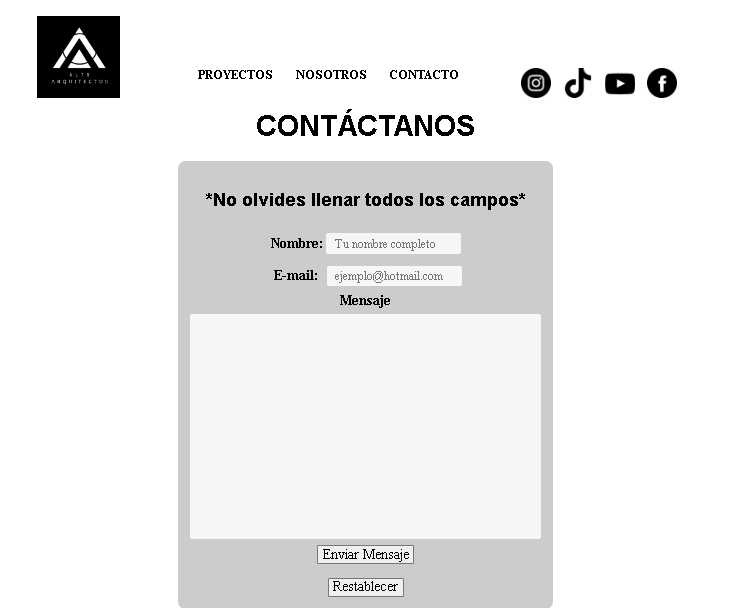 ALTA
ARQUITECTOS
PROYECTOS NOSOTROS CONTACTO
CONTÁCTANOS
*No olvides llenar todos los campos*
Nombre: Tu nombre completo
E-mail: ejemplo@hotmail.com
Mensaje
Enviar Mensaje
Restablecer